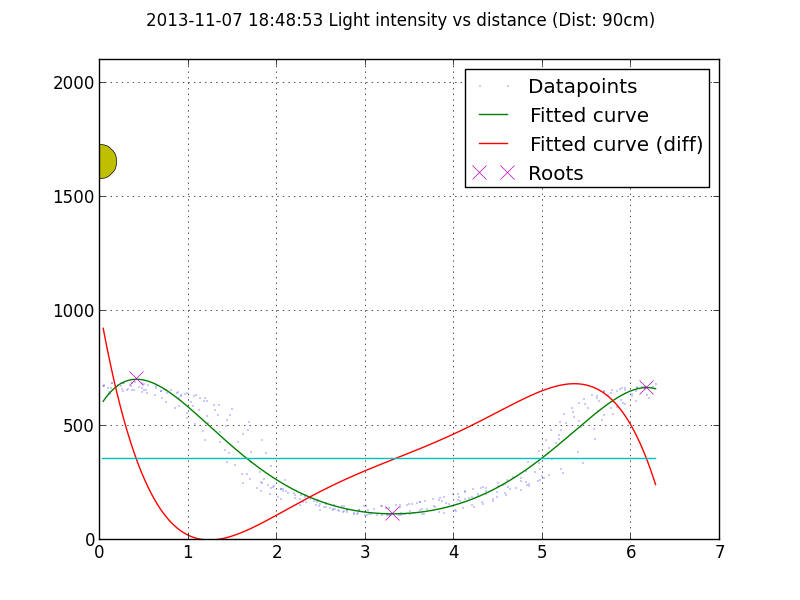 2013-11-07 18:48:53 Light intensity vs distance (Dist: 90cm)
2000
1500
1000
500
0
Datapoints
Fitted curve
Fitted curve (diff)
Roots
0 1 2 3 4 5 6 7